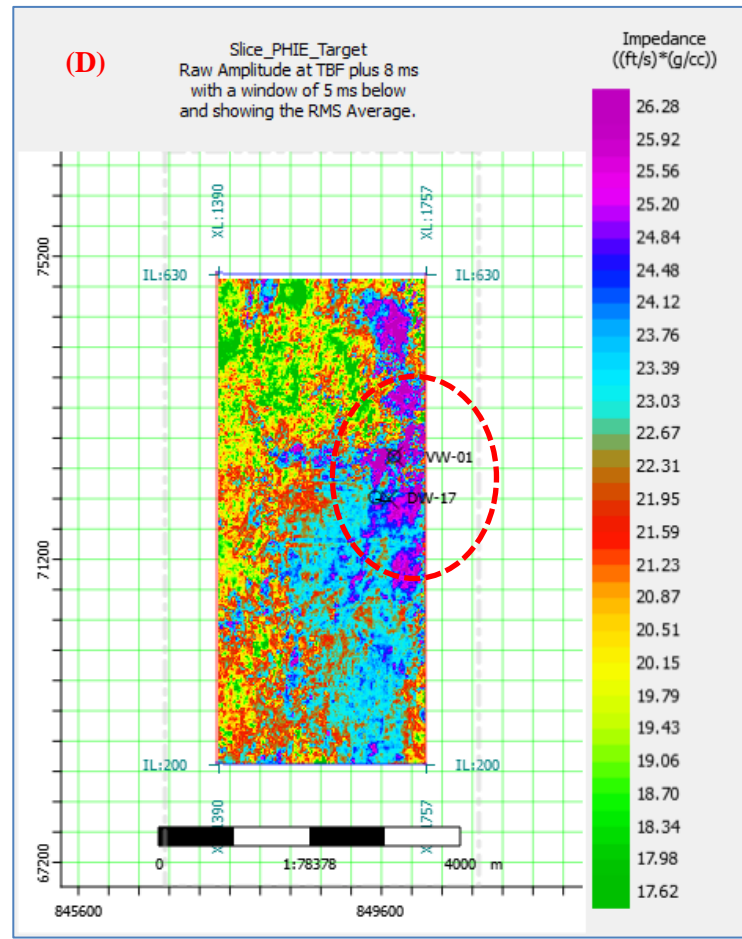 (D)
Slice_PHIE_Target
Raw Amplitude at TBF plus 8 ms
with a window of 5 ms below
and showing the RMS Average.
Impedance
((ft/s)*(g/cc))
26.28
25.92
25.56
25.20
24.84
24.48
24.12
23.76
23.39
23.03
22.67
22.31
21.95
21.59
21.23
20.87
20.51
20.15
19.79
19.43
19.06
18.70
18.34
17.98
17.62
XL:1390
XL:1757
75200
IL:630
IL:630
VW-01
DW-17
71200
IL:200
IL:200
1390
1757
67200
0
1:78378
4000 m
845600
849600